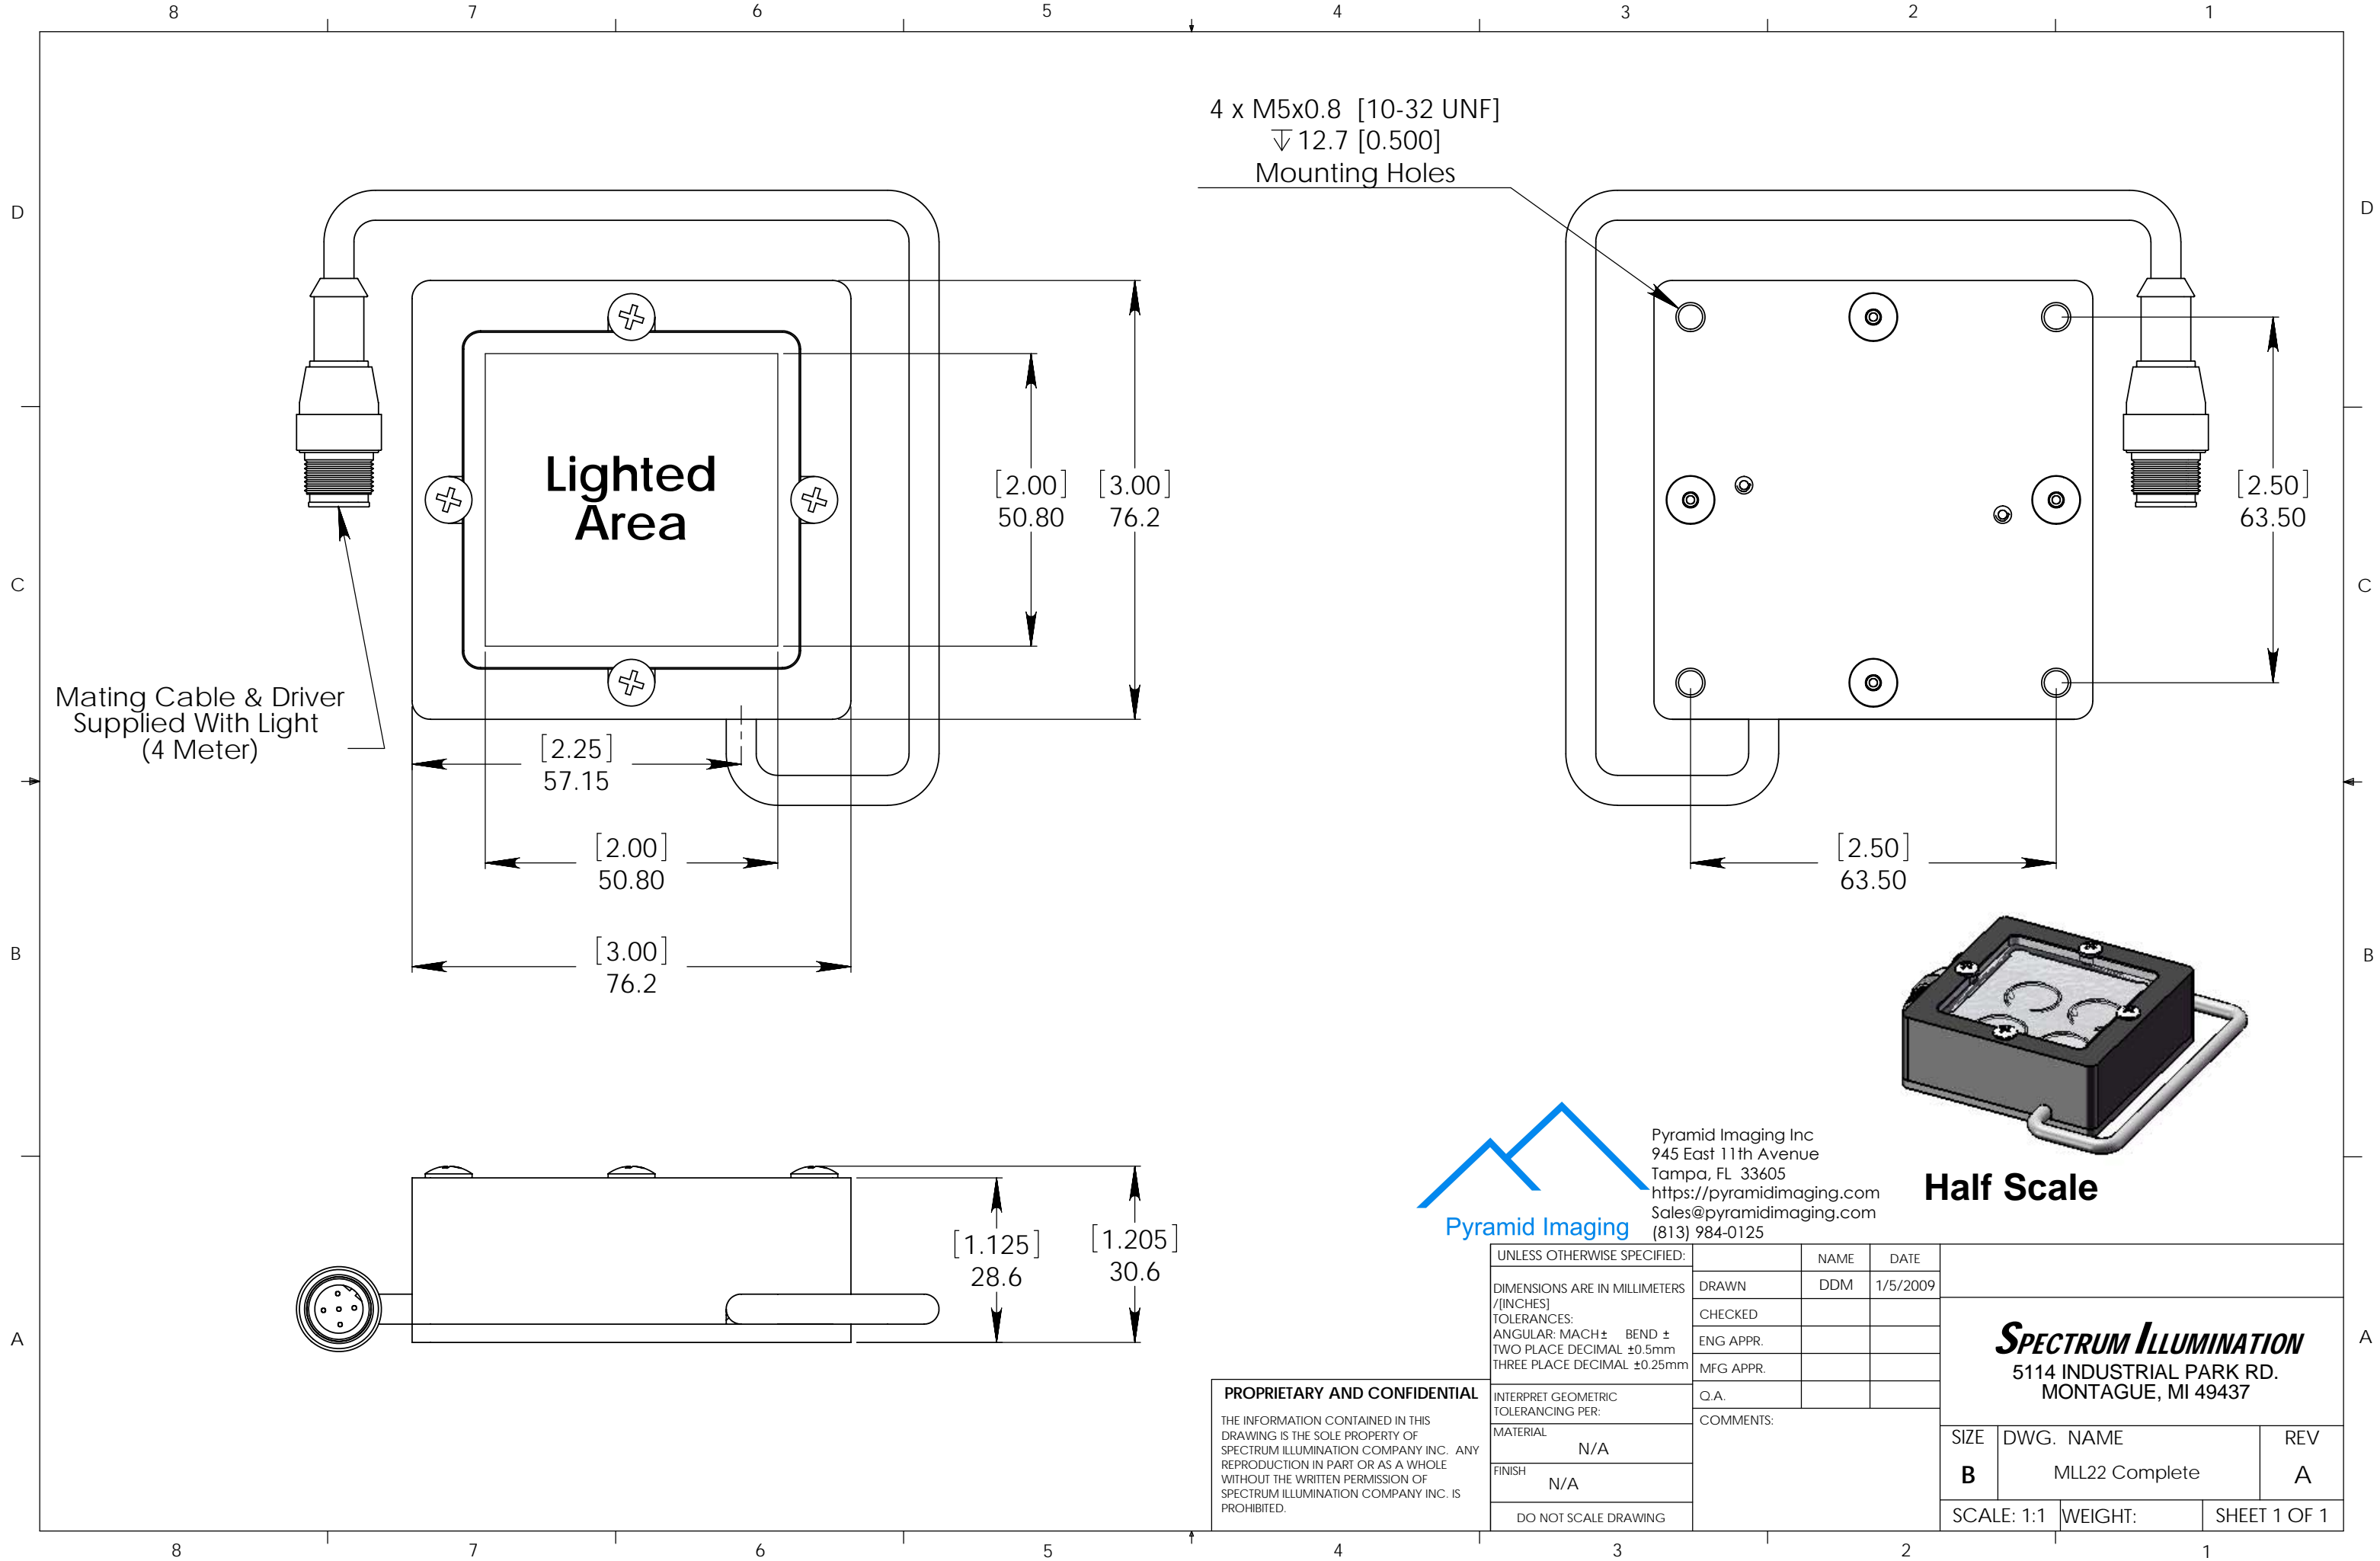 8 7 6 5 4 3 2 1
4 x M5x0.8 [10-32 UNF]
↧ 12.7 [0.500]
Mounting Holes
D
D
Lighted
Area
[2.00]
50.80
[3.00]
76.2
[2.50]
63.50
C
C
Mating Cable & Driver
Supplied With Light
(4 Meter)
[2.25]
57.15
[2.00]
50.80
[2.50]
63.50
B
B
[3.00]
76.2
Half Scale
Pyramid Imaging
Pyramid Imaging Inc
945 East 11th Avenue
Tampa, FL 33605
https://pyramidimaging.com
Sales@pyramidimaging.com
(813) 984-0125
[1.125]
28.6
[1.205]
30.6
A
A
PROPRIETARY AND CONFIDENTIAL
THE INFORMATION CONTAINED IN THIS
DRAWING IS THE SOLE PROPERTY OF
SPECTRUM ILLUMINATION COMPANY INC. ANY
REPRODUCTION IN PART OR AS A WHOLE
WITHOUT THE WRITTEN PERMISSION OF
SPECTRUM ILLUMINATION COMPANY INC. IS
PROHIBITED.
UNLESS OTHERWISE SPECIFIED:
DIMENSIONS ARE IN MILLIMETERS
/[INCHES]
TOLERANCES:
ANGULAR: MACH± BEND ±
TWO PLACE DECIMAL ±0.5mm
THREE PLACE DECIMAL ±0.25mm
INTERPRET GEOMETRIC
TOLERANCING PER:
MATERIAL
N/A
FINISH
N/A
DO NOT SCALE DRAWING
NAME DATE
DRAWN DDM 1/5/2009
CHECKED
ENG APPR.
MFG APPR.
Q.A.
COMMENTS:
SPECTRUM ILLUMINATION
5114 INDUSTRIAL PARK RD.
MONTAGUE, MI 49437
SIZE DWG. NAME REV
B MLL22 Complete A
SCALE: 1:1 WEIGHT: SHEET 1 OF 1
8 7 6 5 4 3 2 1